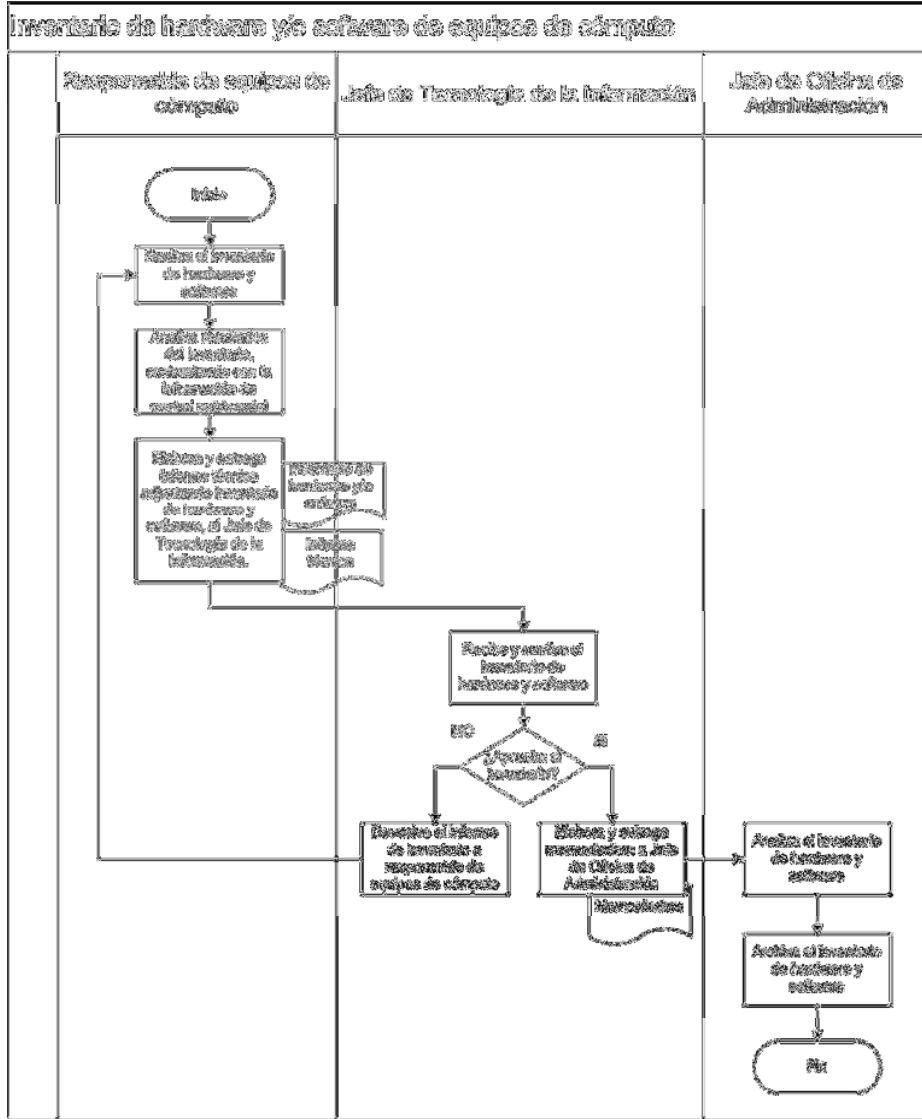 Inventario de hardware y/o software de equipos de cómputo
Responsable de equipos de
cómputo
Jefe de Tecnología de la Información
Jefe de Oficina de
Administración
Inicio
Realiza el inventario
de hardware y
software
Analiza resultados
del inventario,
contrastando con la
información de
control patrimonial
Elabora y entrega
informe técnico
adjuntando inventario
de hardware y
software, al Jefe de
Tecnología de la
Información.
Inventario de
hardware y/o
software
Informe
técnico
Recibe y analiza el
inventario de
hardware y software
NO
SI
¿Aprueba el
inventario?
Devuelve el informe
de inventario a
responsable de
equipos de cómputo
Elabora y entrega
memorándum a Jefe
de Oficina de
Administración
Memorándum
Analiza el inventario
de hardware y
software
Archiva el inventario
de hardware y
software
Fin